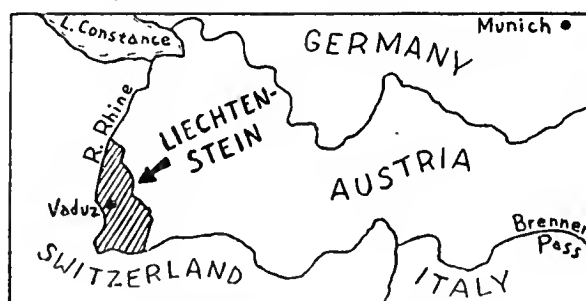 L. Constance
GERMANY
Munich
R. Rhine
LIECHTEN-
STEIN
AUSTRIA
Vaduz
SWITZERLAND
ITALY
Brenner
Pass